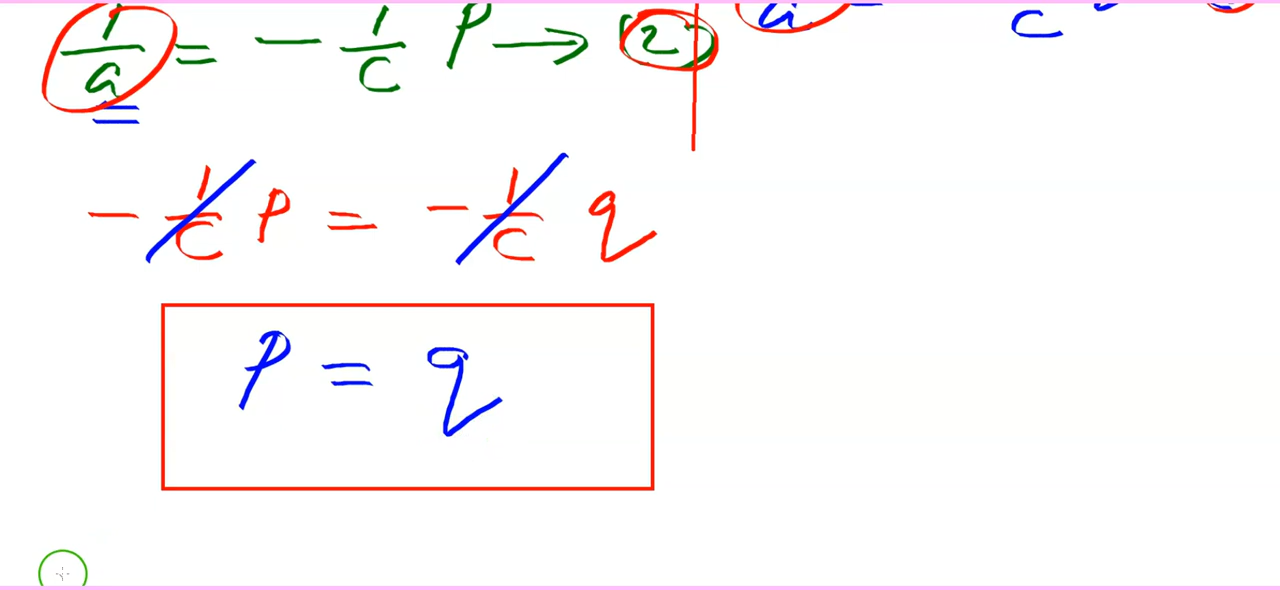 1/a = - 1/c P → (2)
a
c
- 1/c P = - 1/c q
P = q